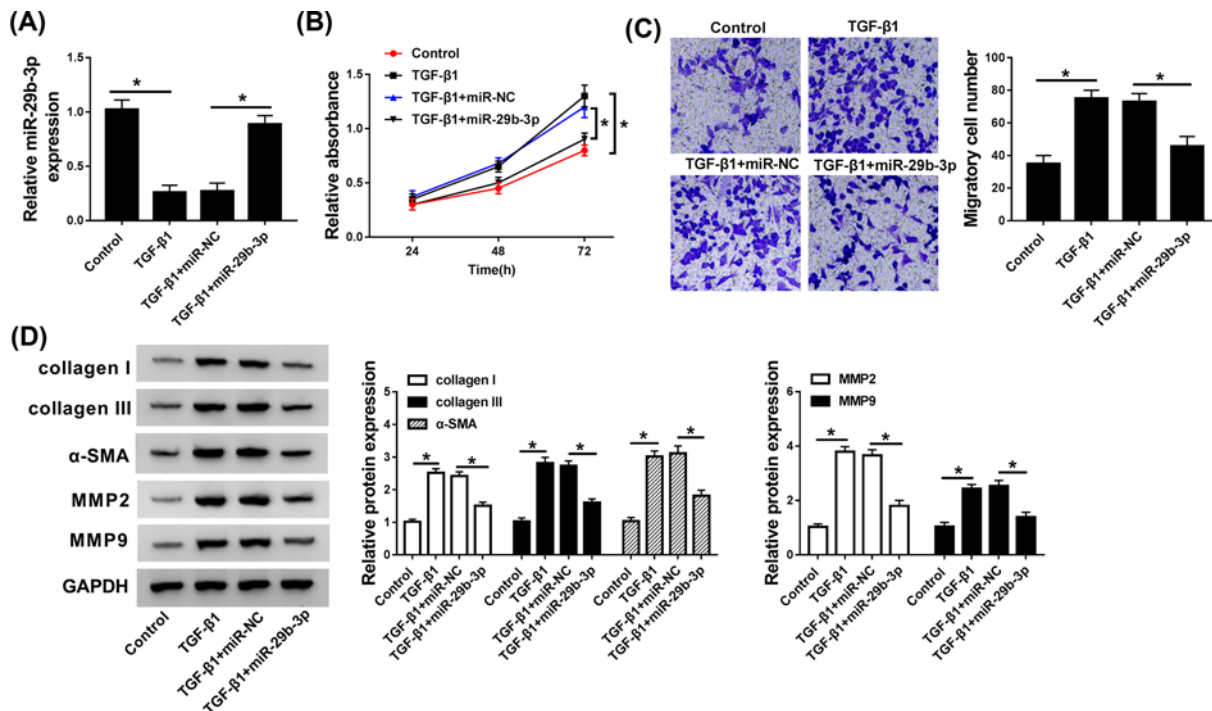 (A)
Relative miR-29b-3p
expression
1.5
1.0
0.5
0.0
*
*
Control
TGF-β1
TGF-β1+miR-NC
TGF-β1+miR-29b-3p
(B)
Control
TGF-β1
TGF-β1+miR-NC
TGF-β1+miR-29b-3p
Relative absorbance
1.5
1.0
0.5
0.0
*
*
24
48
72
Time(h)
(C)
Control
TGF-β1
TGF-β1+miR-NC
TGF-β1+miR-29b-3p
Migratory cell number
100
80
60
40
20
0
*
*
Control
TGF-β1
TGF-β1+miR-NC
TGF-β1+miR-29b-3p
(D)
collagen I
collagen III
α-SMA
MMP2
MMP9
GAPDH
Control
TGF-β1
TGF-β1+miR-NC
TGF-β1+miR-29b-3p
Relative protein expression
5
4
3
2
1
0
collagen I
collagen III
α-SMA
*
*
*
*
*
*
Control
TGF-β1
TGF-β1+miR-NC
TGF-β1+miR-29b-3p
Control
TGF-β1
TGF-β1+miR-NC
TGF-β1+miR-29b-3p
Control
TGF-β1
TGF-β1+miR-NC
TGF-β1+miR-29b-3p
Relative protein expression
6
4
2
0
MMP2
MMP9
*
*
*
*
Control
TGF-β1
TGF-β1+miR-NC
TGF-β1+miR-29b-3p
Control
TGF-β1
TGF-β1+miR-NC
TGF-β1+miR-29b-3p